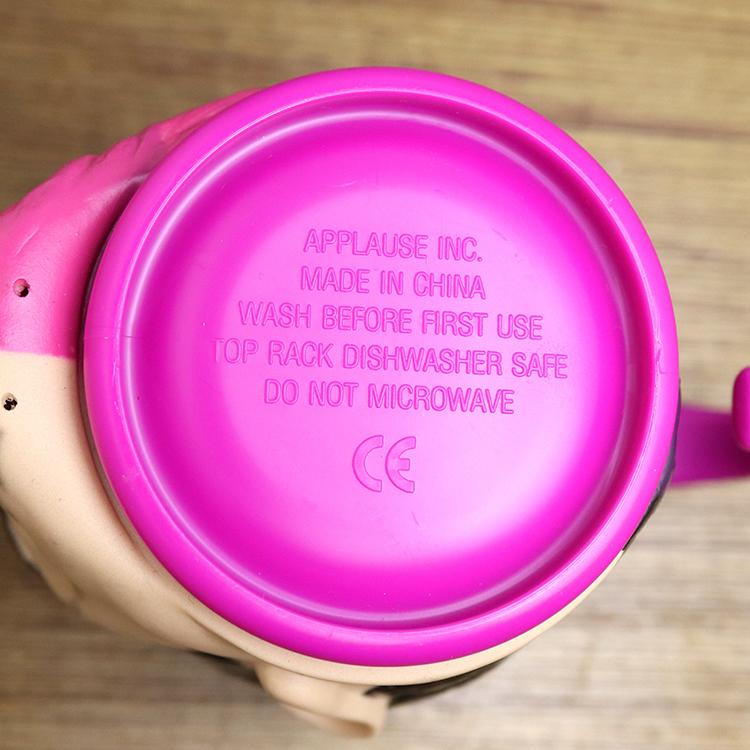 APPLAUSE INC.
MADE IN CHINA
WASH BEFORE FIRST USE
TOP RACK DISHWASHER SAFE
DO NOT MICROWAVE
CE